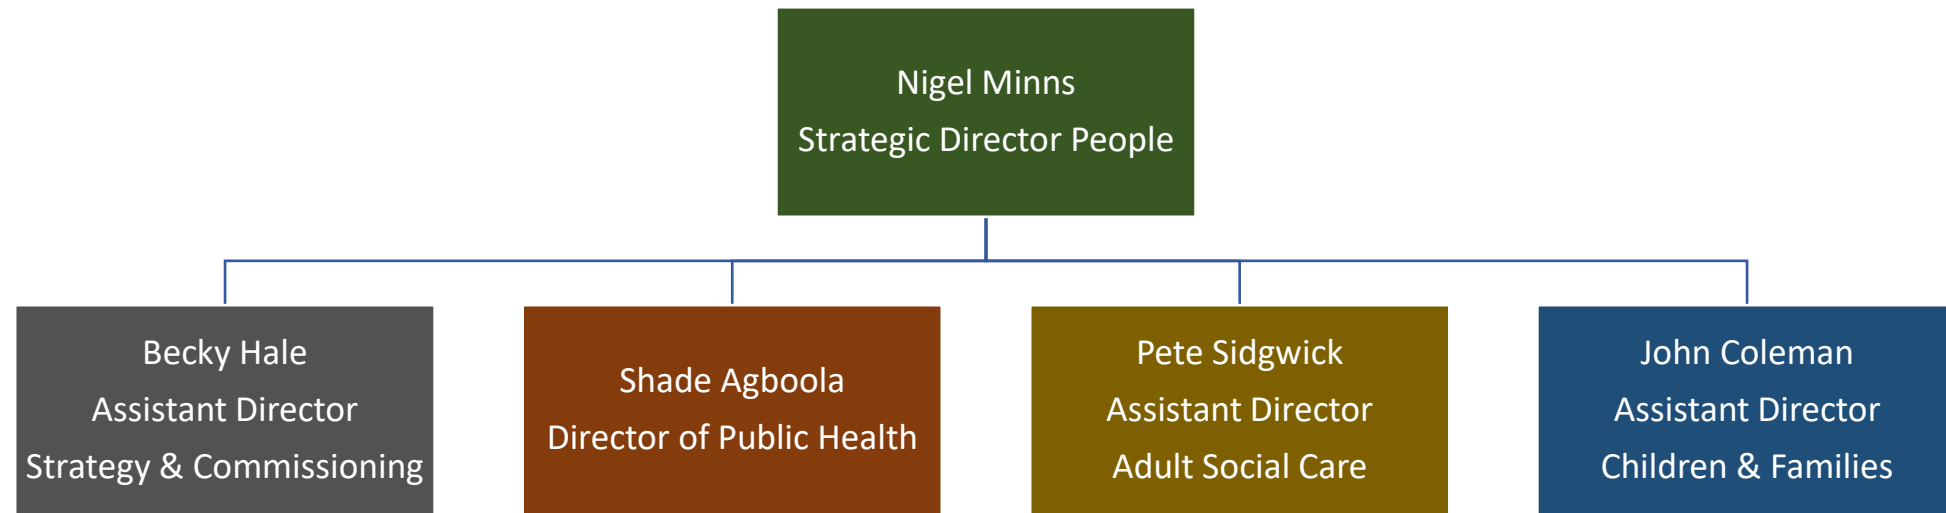 Nigel Minns
Strategic Director People
Becky Hale
Assistant Director
Strategy & Commissioning
Shade Agboola
Director of Public Health
Pete Sidgwick
Assistant Director
Adult Social Care
John Coleman
Assistant Director
Children & Families